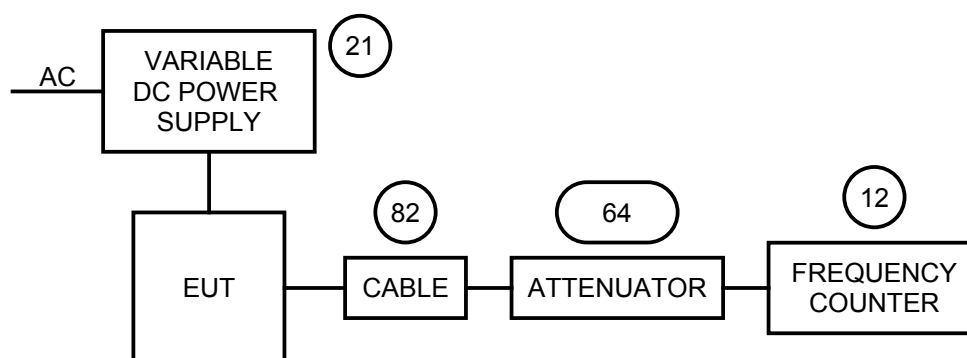 21
AC
VARIABLE
DC POWER
SUPPLY
82
64
12
EUT
CABLE
ATTENUATOR
FREQUENCY
COUNTER